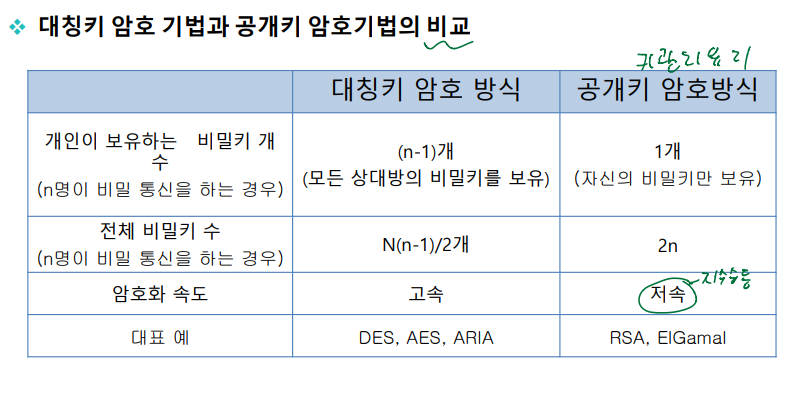 ❖ 대칭키 암호 기법과 공개키 암호기법의 비교
키관리 유리
대칭키 암호 방식 공개키 암호방식
개인이 보유하는 비밀키 개
수
(n명이 비밀 통신을 하는 경우)
(n-1)개
(모든 상대방의 비밀키를 보유)
1개
(자신의 비밀키만 보유)
전체 비밀키 수
(n명이 비밀 통신을 하는 경우)
N(n-1)/2개
2n
암호화 속도 고속 저속
지수승등
대표 예 DES, AES, ARIA RSA, ElGamal